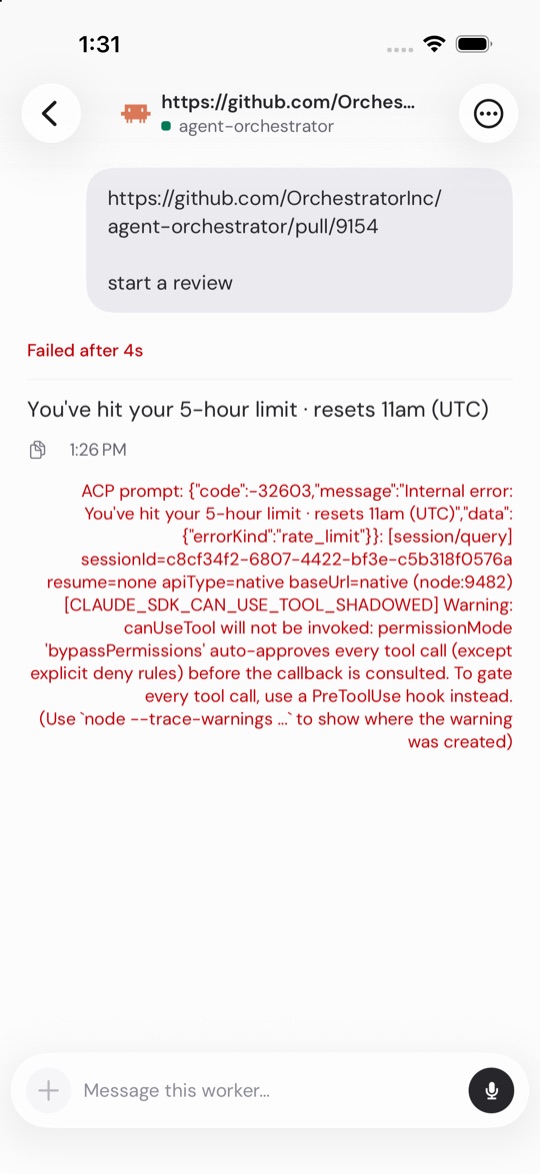 1:31
https://github.com/Orches...
agent-orchestrator
https://github.com/OrchestratorInc/
agent-orchestrator/pull/9154
start a review
Failed after 4s
You've hit your 5-hour limit · resets 11am (UTC)
1:26 PM
ACP prompt: {"code":-32603,"message":"Internal error:
You've hit your 5-hour limit · resets 11am (UTC)","data":
{"errorKind":"rate_limit"}}: [session/query]
sessionId=c8cf34f2-6807-4422-bf3e-c5b318f0576a
resume=none apiType=native baseUrl=native (node:9482)
[CLAUDE_SDK_CAN_USE_TOOL_SHADOWED] Warning:
canUseTool will not be invoked: permissionMode
'bypassPermissions' auto-approves every tool call (except
explicit deny rules) before the callback is consulted. To gate
every tool call, use a PreToolUse hook instead.
(Use `node --trace-warnings ...` to show where the warning
was created)
Message this worker...